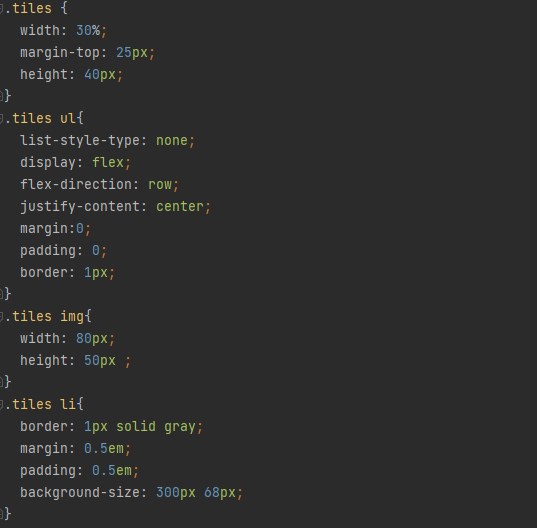 .tiles {
width: 30%;
margin-top: 25px;
height: 40px;
}
.tiles ul{
list-style-type: none;
display: flex;
flex-direction: row;
justify-content: center;
margin:0;
padding: 0;
border: 1px;
}
.tiles img{
width: 80px;
height: 50px ;
}
.tiles li{
border: 1px solid gray;
margin: 0.5em;
padding: 0.5em;
background-size: 300px 68px;
}